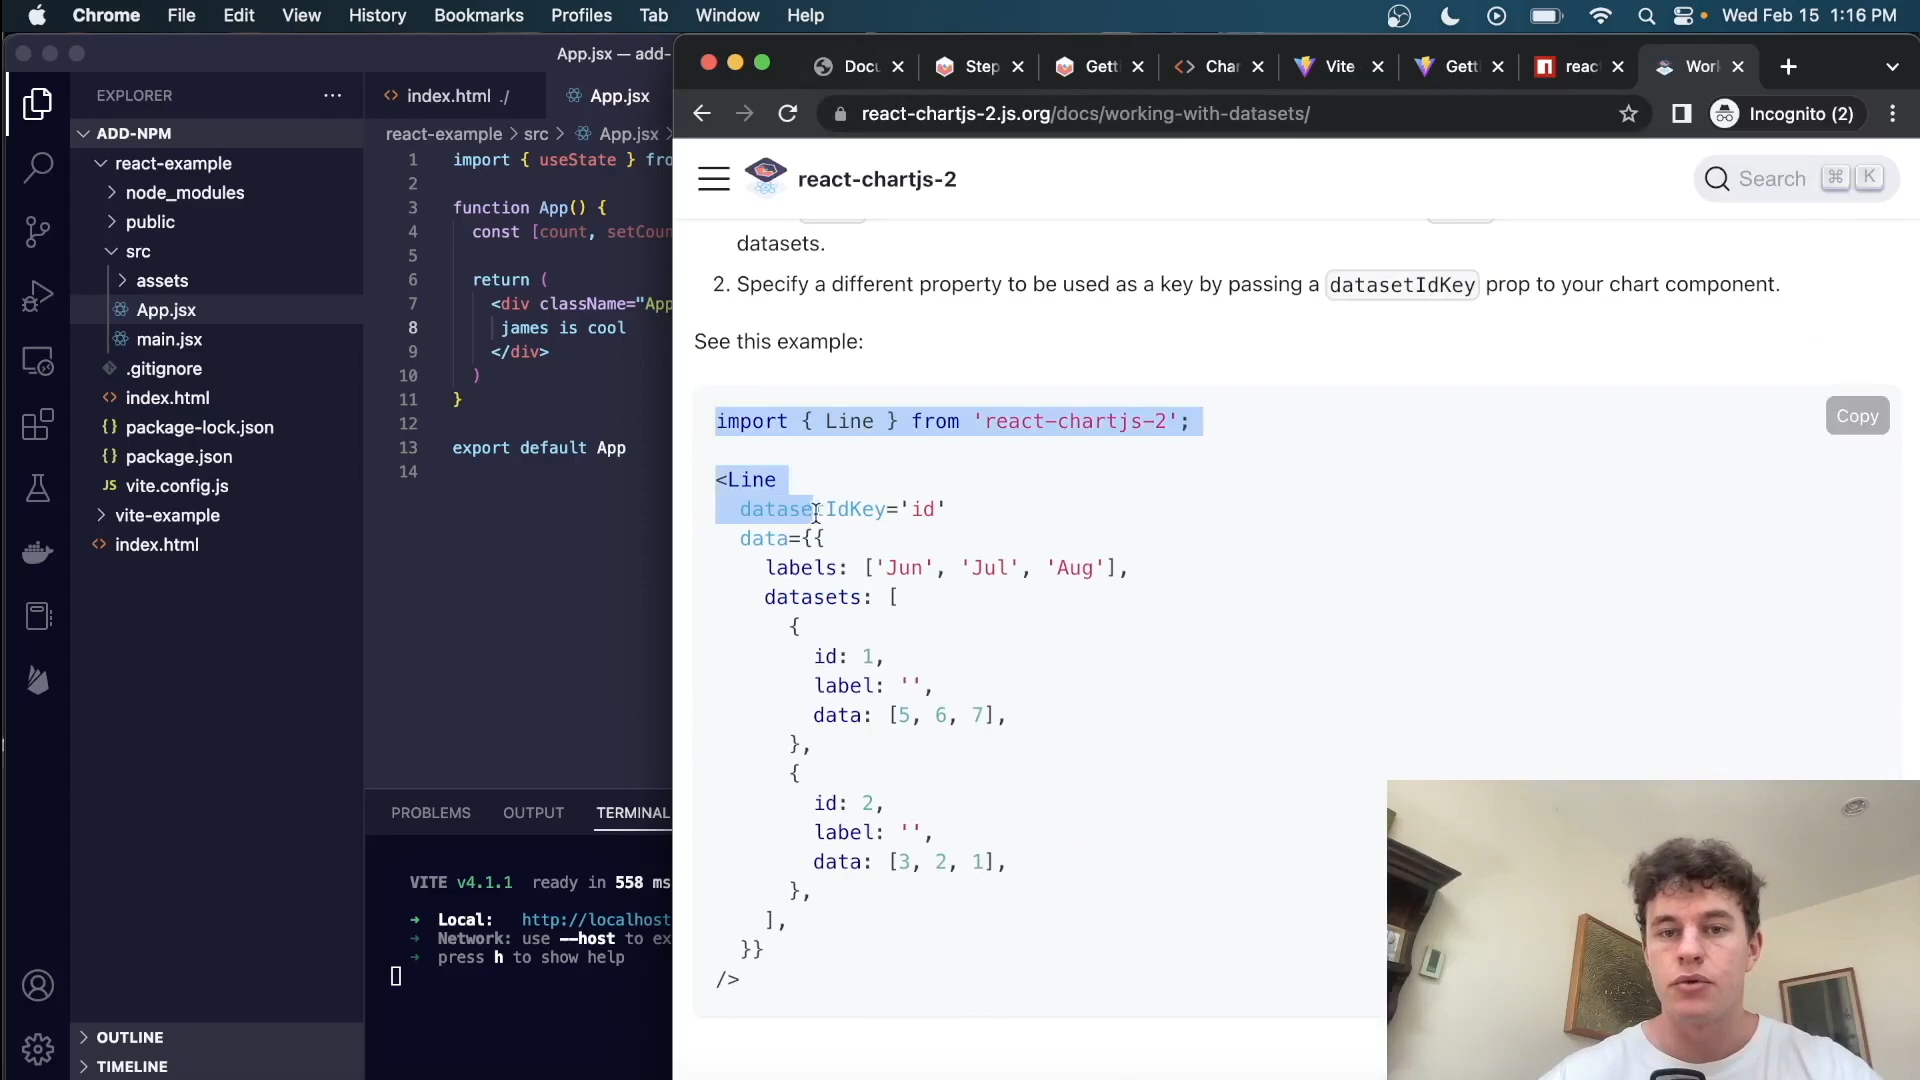 Chrome File Edit View History Bookmarks Profiles Tab Window Help
Wed Feb 15 1:16 PM
App.jsx — add-
EXPLORER
ADD-NPM
react-example
node_modules
public
src
assets
App.jsx
main.jsx
.gitignore
index.html
package-lock.json
package.json
JS vite.config.js
vite-example
index.html
OUTLINE
TIMELINE
index.html ./ App.jsx
react-example > src > App.jsx >
1 import { useState } fro
2
3 function App() {
4 const [count, setCoun
5
6 return (
7 <div className="App
8 james is cool
9 </div>
10 )
11 }
12
13 export default App
14
PROBLEMS OUTPUT TERMINAL
VITE v4.1.1 ready in 558 ms
➜ Local: http://localhost
➜ Network: use --host to ex
➜ press h to show help
Docu Step Getti Char Vite Getti reac Work
react-chartjs-2.js.org/docs/working-with-datasets/
Incognito (2)
react-chartjs-2
Search ⌘ K
datasets.
2. Specify a different property to be used as a key by passing a datasetIdKey prop to your chart component.
See this example:
Copy
import { Line } from 'react-chartjs-2';
<Line
datasetIdKey='id'
data={{
labels: ['Jun', 'Jul', 'Aug'],
datasets: [
{
id: 1,
label: '',
data: [5, 6, 7],
},
{
id: 2,
label: '',
data: [3, 2, 1],
},
],
}}
/>